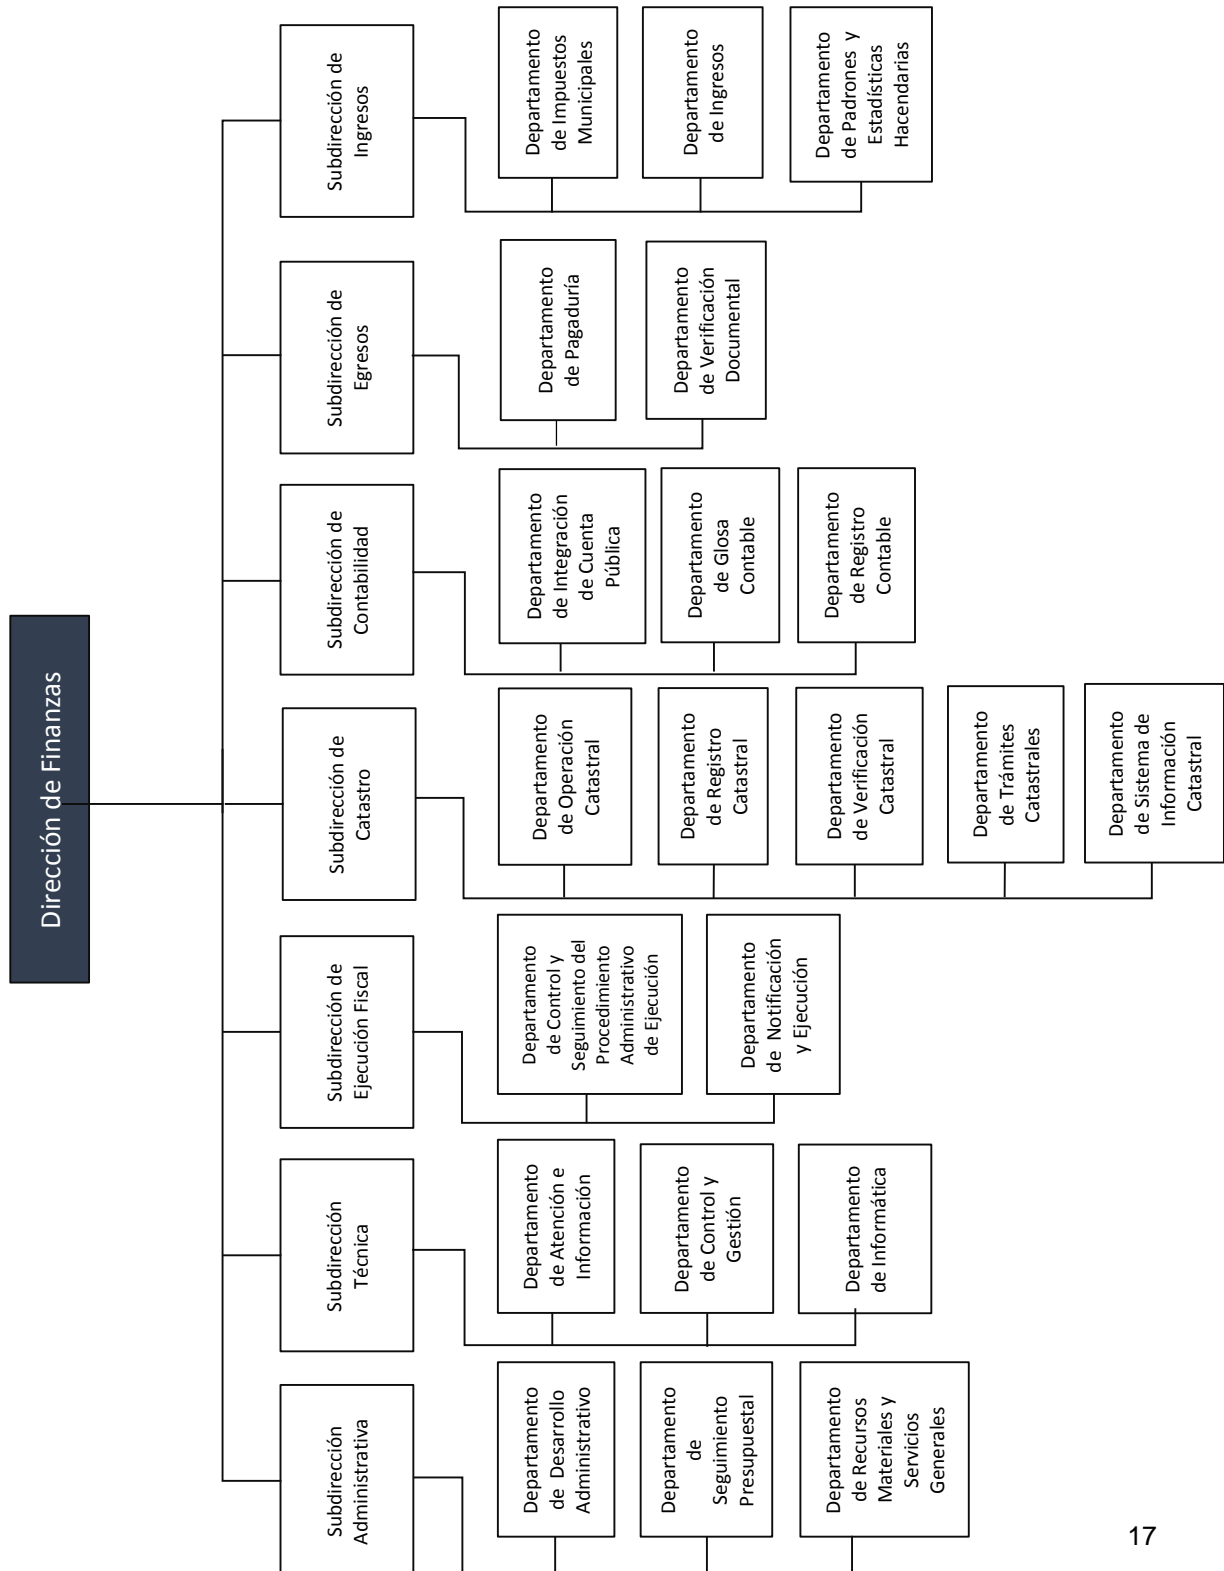 Dirección de Finanzas
Subdirección
Administrativa
Departamento
de Desarrollo
Administrativo
Departamento
de
Seguimiento
Presupuestal
Departamento
de Recursos
Materiales y
Servicios
Generales
Subdirección
Técnica
Departamento
de Atención e
Información
Departamento
de Control y
Gestión
Departamento
de Informática
Subdirección de
Ejecución Fiscal
Departamento
de Control y
Seguimiento del
Procedimiento
Administrativo
de Ejecución
Departamento
de Notificación
y Ejecución
Subdirección de
Catastro
Departamento
de Operación
Catastral
Departamento
de Registro
Catastral
Departamento
de Verificación
Catastral
Departamento
de Trámites
Catastrales
Departamento
de Sistema de
Información
Catastral
Subdirección de
Contabilidad
Departamento
de Integración
de Cuenta
Pública
Departamento
de Glosa
Contable
Departamento
de Registro
Contable
Subdirección de
Egresos
Departamento
de Pagaduría
Departamento
de Verificación
Documental
Subdirección de
Ingresos
Departamento
de Impuestos
Municipales
Departamento
de Ingresos
Departamento
de Padrones y
Estadísticas
Hacendarias
17